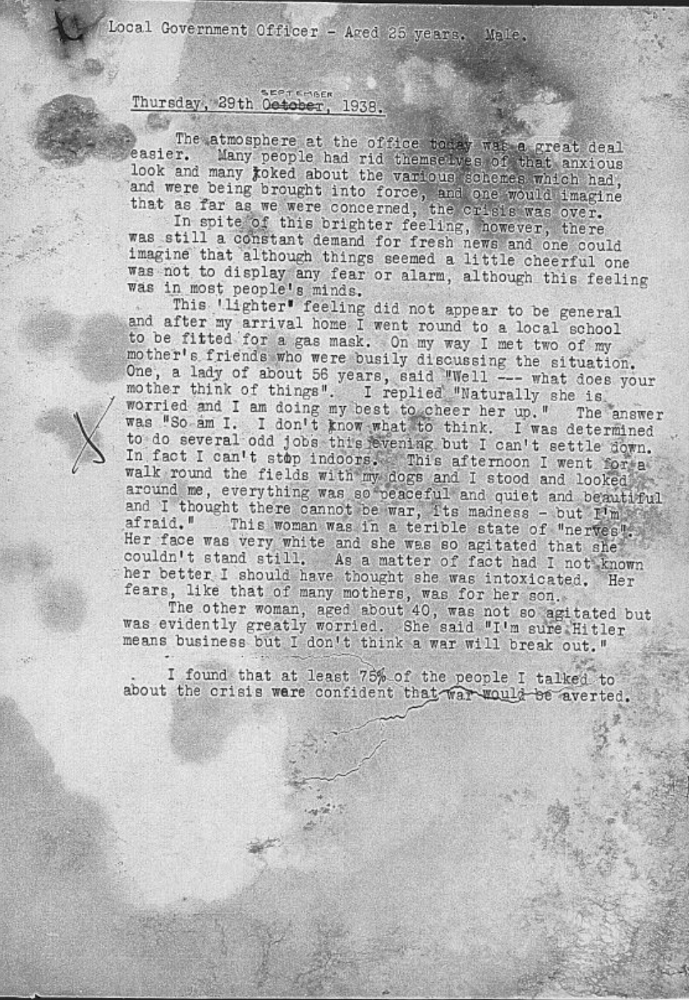 Local Government Officer - Aged 25 years. Male.
SEPTEMBER
Thursday, 29th October, 1938.
The atmosphere at the office today was a great deal
easier. Many people had rid themselves of that anxious
look and many joked about the various schemes which had,
and were being brought into force, and one would imagine
that as far as we were concerned, the crisis was over.
In spite of this brighter feeling, however, there
was still a constant demand for fresh news and one could
imagine that although things seemed a little cheerful one
was not to display any fear or alarm, although this feeling
was in most people's minds.
This 'lighter" feeling did not appear to be general
and after my arrival home I went round to a local school
to be fitted for a gas mask. On my way I met two of my
mother's friends who were busily discussing the situation.
One, a lady of about 56 years, said "Well --- what does your
mother think of things". I replied "Naturally she is
worried and I am doing my best to cheer her up." The answer
was "So am I. I don't know what to think. I was determined
to do several odd jobs this evening but I can't settle down.
In fact I can't stop indoors. This afternoon I went for a
walk round the fields with my dogs and I stood and looked
around me, everything was so peaceful and quiet and beautiful
and I thought there cannot be war, its madness - but I'm
afraid." This woman was in a terible state of "nerves".
Her face was very white and she was so agitated that she
couldn't stand still. As a matter of fact had I not known
her better I should have thought she was intoxicated. Her
fears, like that of many mothers, was for her son.
The other woman, aged about 40, was not so agitated but
was evidently greatly worried. She said "I'm sure Hitler
means business but I don't think a war will break out."
I found that at least 75% of the people I talked to
about the crisis were confident that war would be averted.